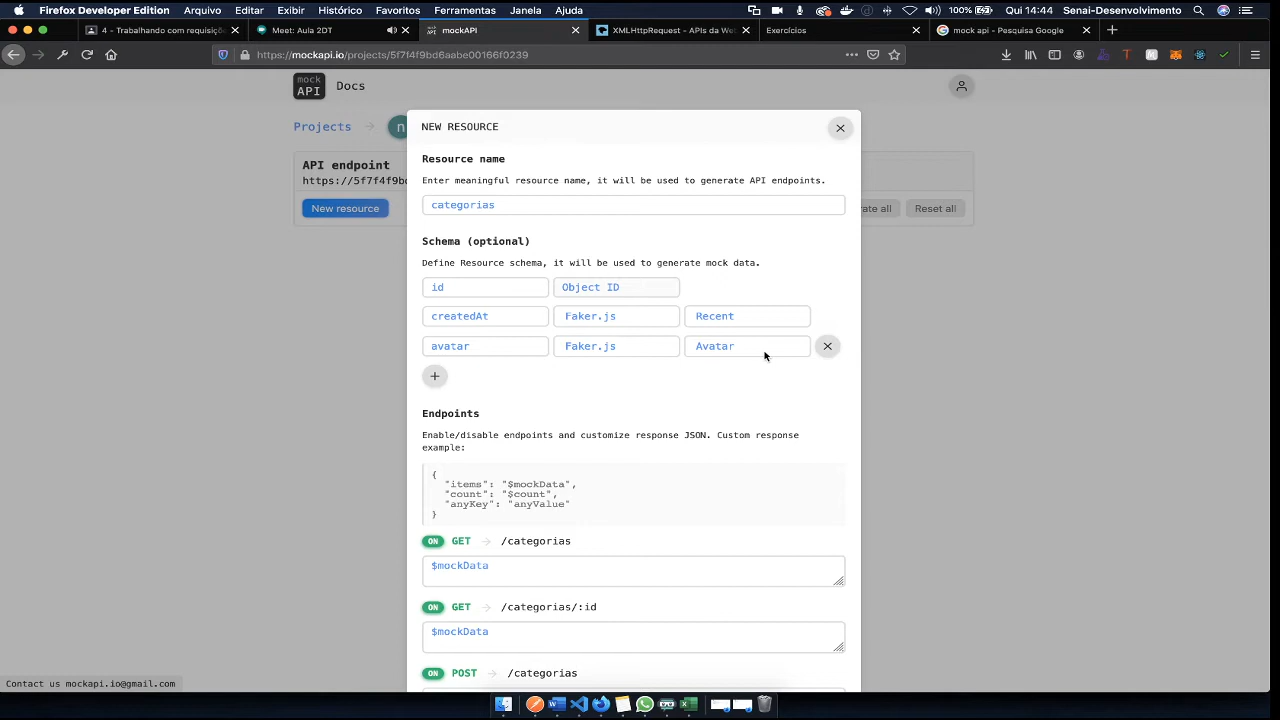 Firefox Developer Edition Arquivo Editar Exibir Histórico Favoritos Ferramentas Janela Ajuda 100% Qui 14:44 Senai-Desenvolvimento
4 - Trabalhando com requisiçõ
Meet: Aula 2DT
mockAPI
XMLHttpRequest - APIs da Web
Exercícios
mock api - Pesquisa Google
https://mockapi.io/projects/5f7f4f9bd6aabe00166f0239
mock
API
Docs
Projects
n
API endpoint
https://5f7f4f9bd
New resource
ate all
Reset all
NEW RESOURCE
Resource name
Enter meaningful resource name, it will be used to generate API endpoints.
categorias
Schema (optional)
Define Resource schema, it will be used to generate mock data.
id Object ID
createdAt Faker.js Recent
avatar Faker.js Avatar
Endpoints
Enable/disable endpoints and customize response JSON. Custom response
example:
{
"items": "$mockData",
"count": "$count",
"anyKey": "anyValue"
}
ON GET /categorias
$mockData
ON GET /categorias/:id
$mockData
ON POST /categorias
Contact us mockapi.io@gmail.com